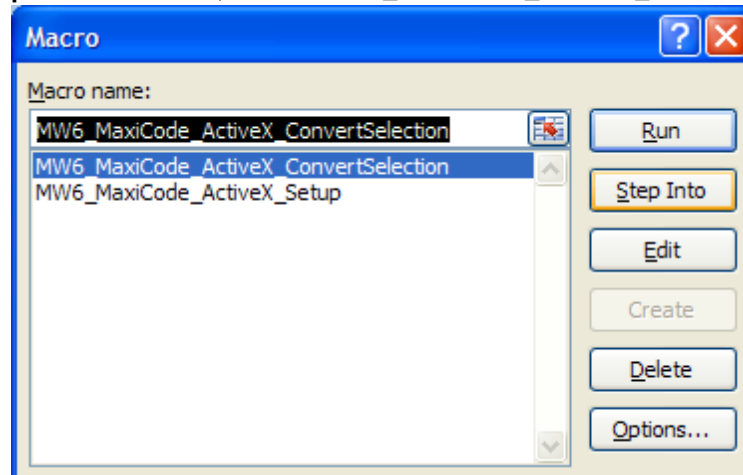 Macro
Macro name:
MW6_MaxiCode_ActiveX_ConvertSelection
Run
MW6_MaxiCode_ActiveX_ConvertSelection
MW6_MaxiCode_ActiveX_Setup
Step Into
Edit
Create
Delete
Options...